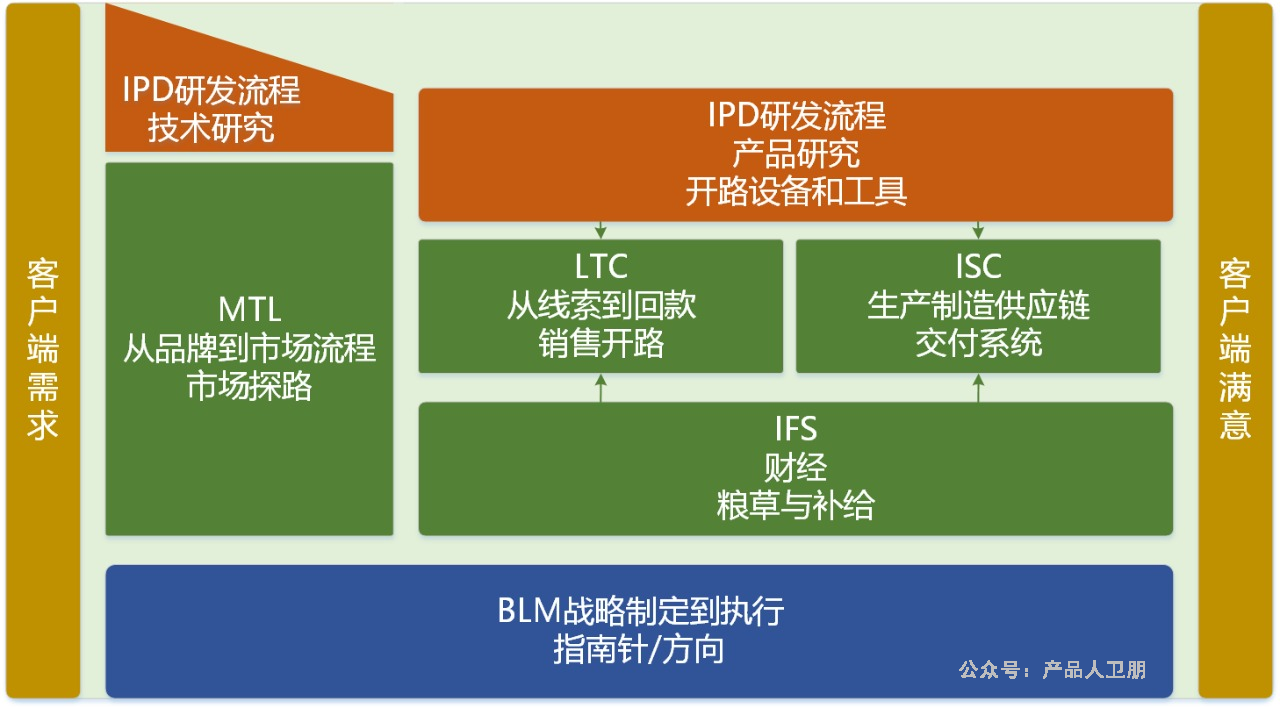 客户端需求
IPD研发流程
技术研究
MTL
从品牌到市场流程
市场探路
IPD研发流程
产品研究
开路设备和工具
LTC
从线索到回款
销售开路
ISC
生产制造供应链
交付系统
IFS
财经
粮草与补给
BLM战略制定到执行
指南针/方向
公众号：产品人卫朋
客户端满意